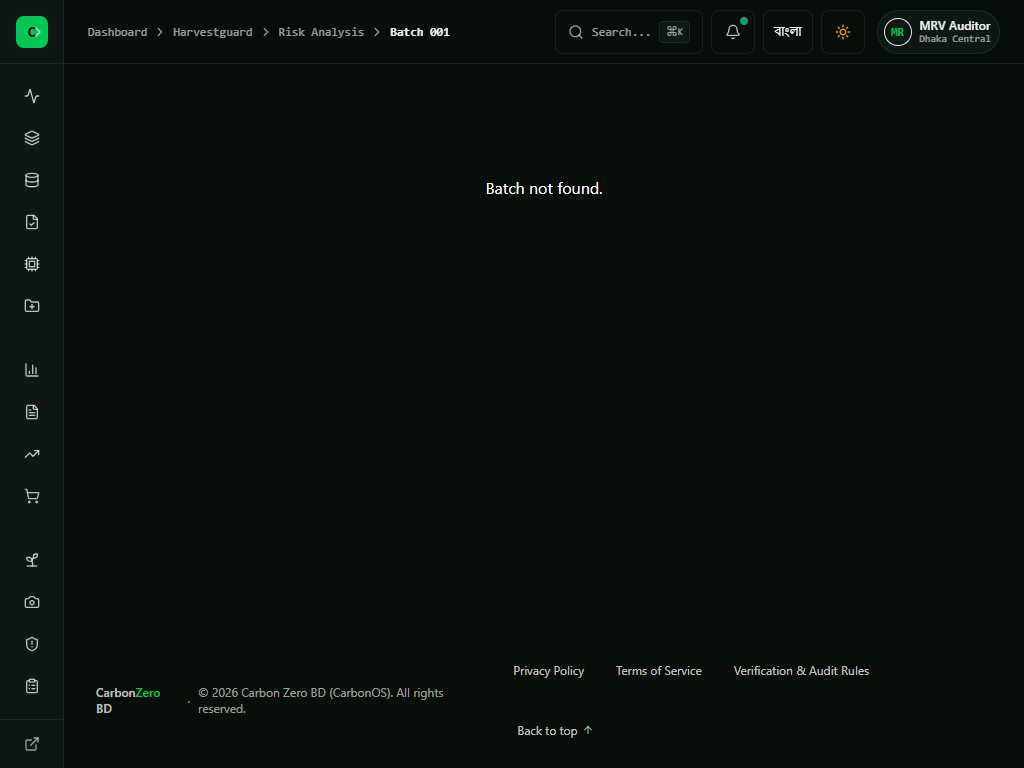 C
Dashboard > Harvestguard > Risk Analysis > Batch 001
Search... ⌘K
বাংলা
MR
MRV Auditor
Dhaka Central
Batch not found.
Privacy Policy
Terms of Service
Verification & Audit Rules
CarbonZero
BD
· © 2026 Carbon Zero BD (CarbonOS). All rights
reserved.
Back to top ↑